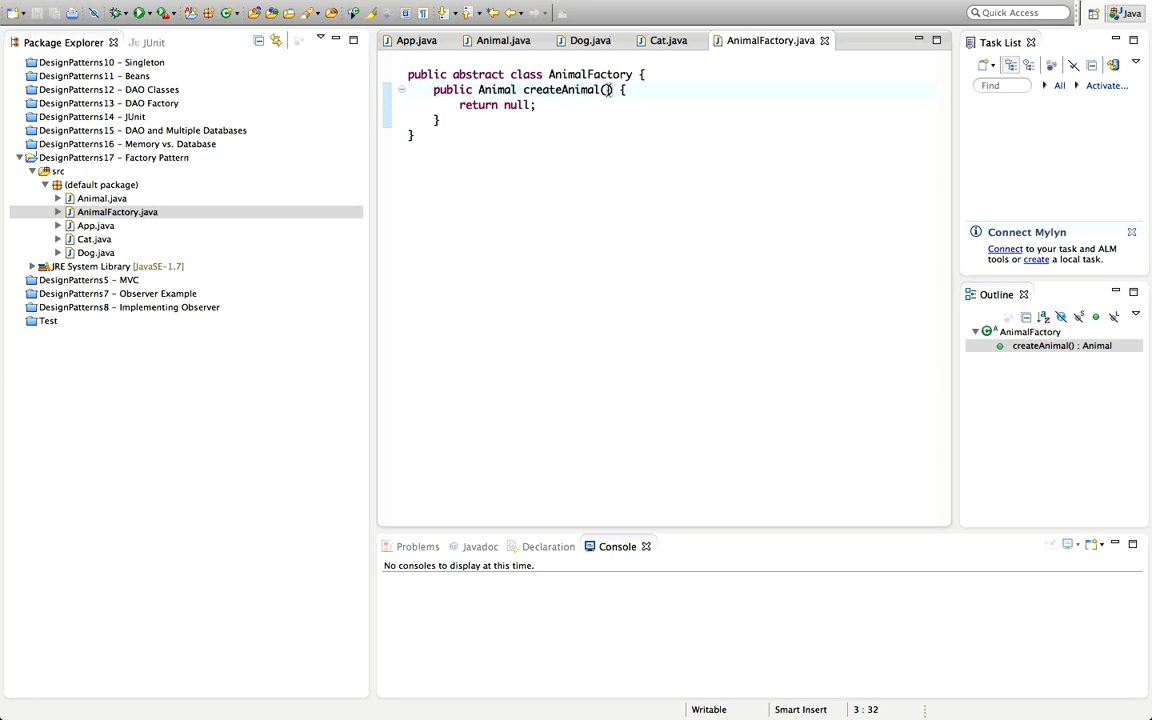 Quick Access
Java
Package Explorer
JUnit
DesignPatterns10 - Singleton
DesignPatterns11 - Beans
DesignPatterns12 - DAO Classes
DesignPatterns13 - DAO Factory
DesignPatterns14 - JUnit
DesignPatterns15 - DAO and Multiple Databases
DesignPatterns16 - Memory vs. Database
DesignPatterns17 - Factory Pattern
src
(default package)
Animal.java
AnimalFactory.java
App.java
Cat.java
Dog.java
JRE System Library [JavaSE-1.7]
DesignPatterns5 - MVC
DesignPatterns7 - Observer Example
DesignPatterns8 - Implementing Observer
Test
App.java
Animal.java
Dog.java
Cat.java
AnimalFactory.java
public abstract class AnimalFactory {
public Animal createAnimal() {
return null;
}
}
Task List
Find
All
Activate...
Connect Mylyn
Connect to your task and ALM
tools or create a local task.
Outline
AnimalFactory
createAnimal() : Animal
Problems
Javadoc
Declaration
Console
No consoles to display at this time.
Writable
Smart Insert
3 : 32